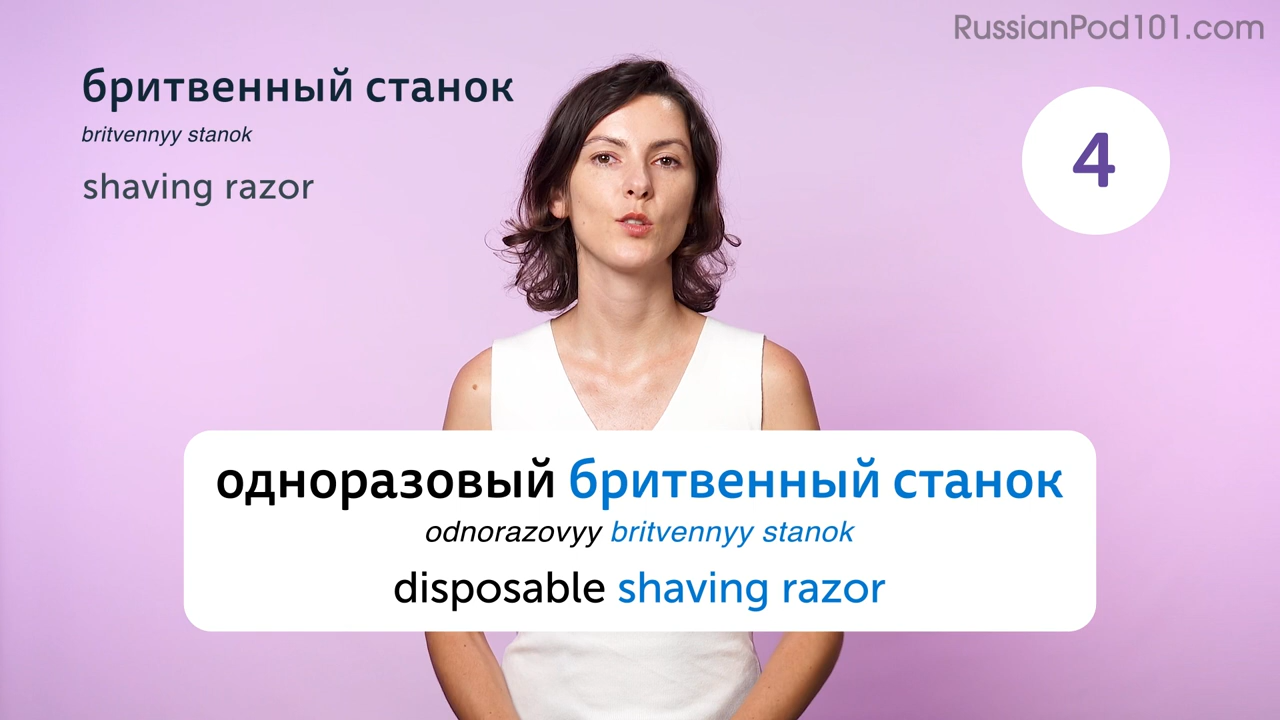 RussianPod101.com
бритвенный станок
britvennyy stanok
shaving razor
4
одноразовый бритвенный станок
odnorazovyy britvennyy stanok
disposable shaving razor